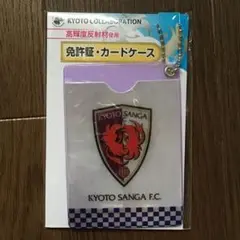 KYOTO COLLABORATION
高輝度反射材使用
免許証・カードケース
KYOTO SANGA
KYOTO SANGA F.C.